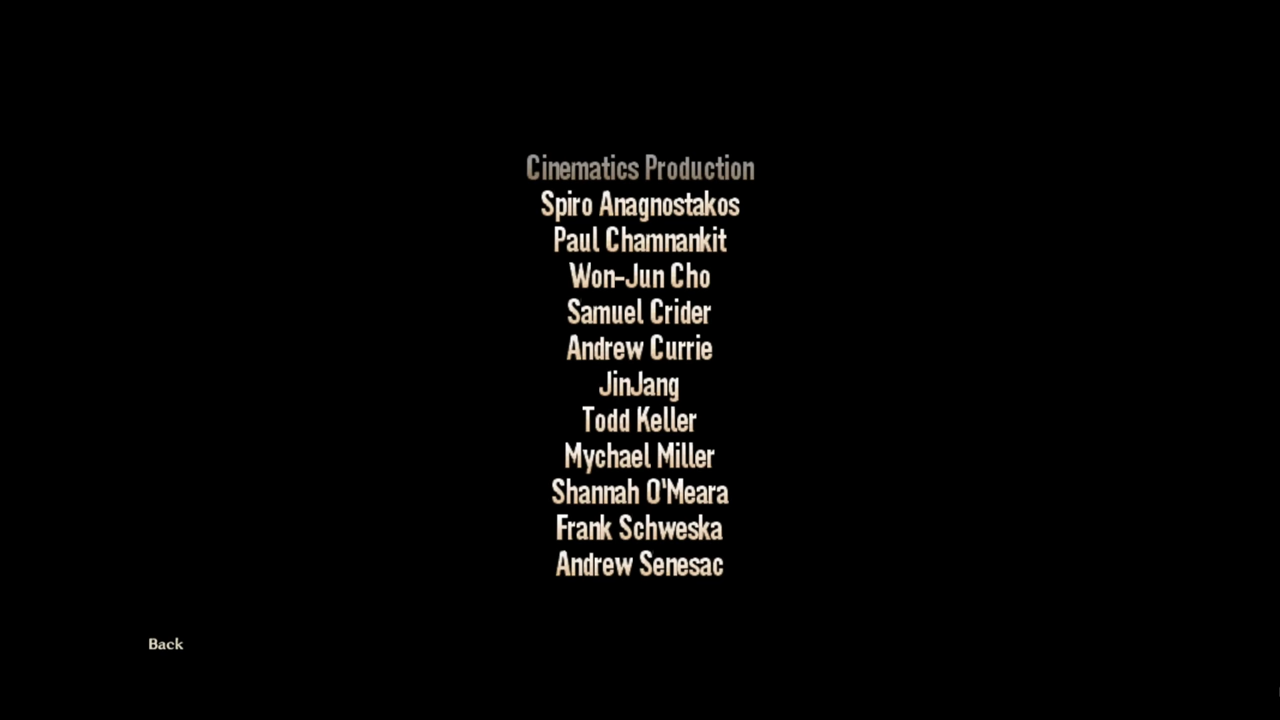 Cinematics Production
Spiro Anagnostakos
Paul Chamnankit
Won-Jun Cho
Samuel Crider
Andrew Currie
JinJang
Todd Keller
Mychael Miller
Shannah O'Meara
Frank Schweska
Andrew Senesac
Back